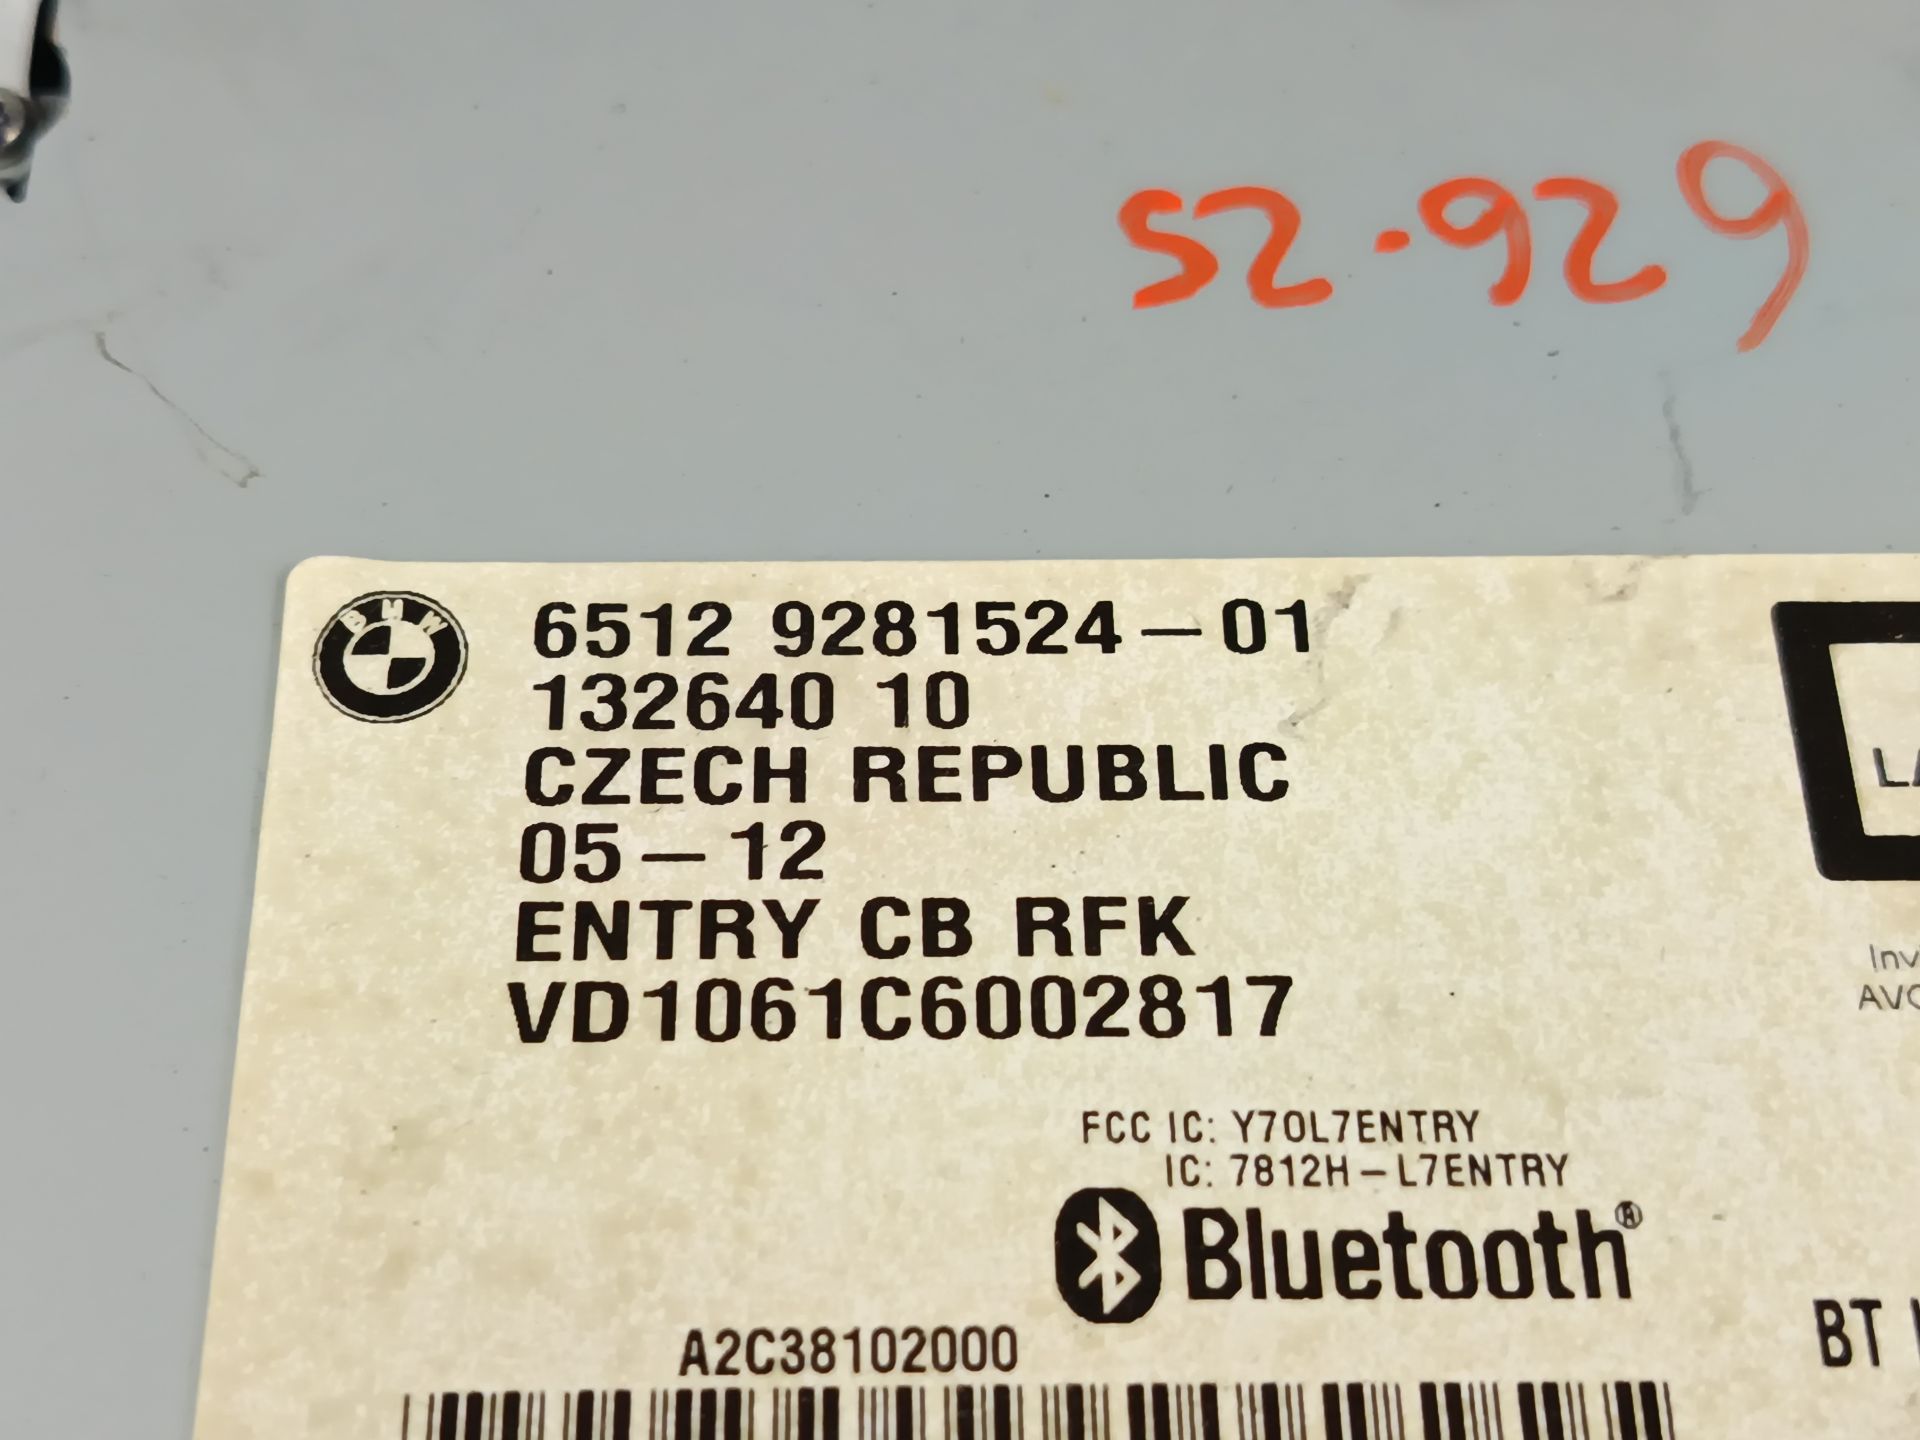 52-929
BMW
6512 9281524-01
132640 10
CZECH REPUBLIC
05-12
ENTRY CB RFK
VD1061C6002817
FCC IC: Y7OL7ENTRY
IC: 7812H-L7ENTRY
Bluetooth®
A2C38102000
BT